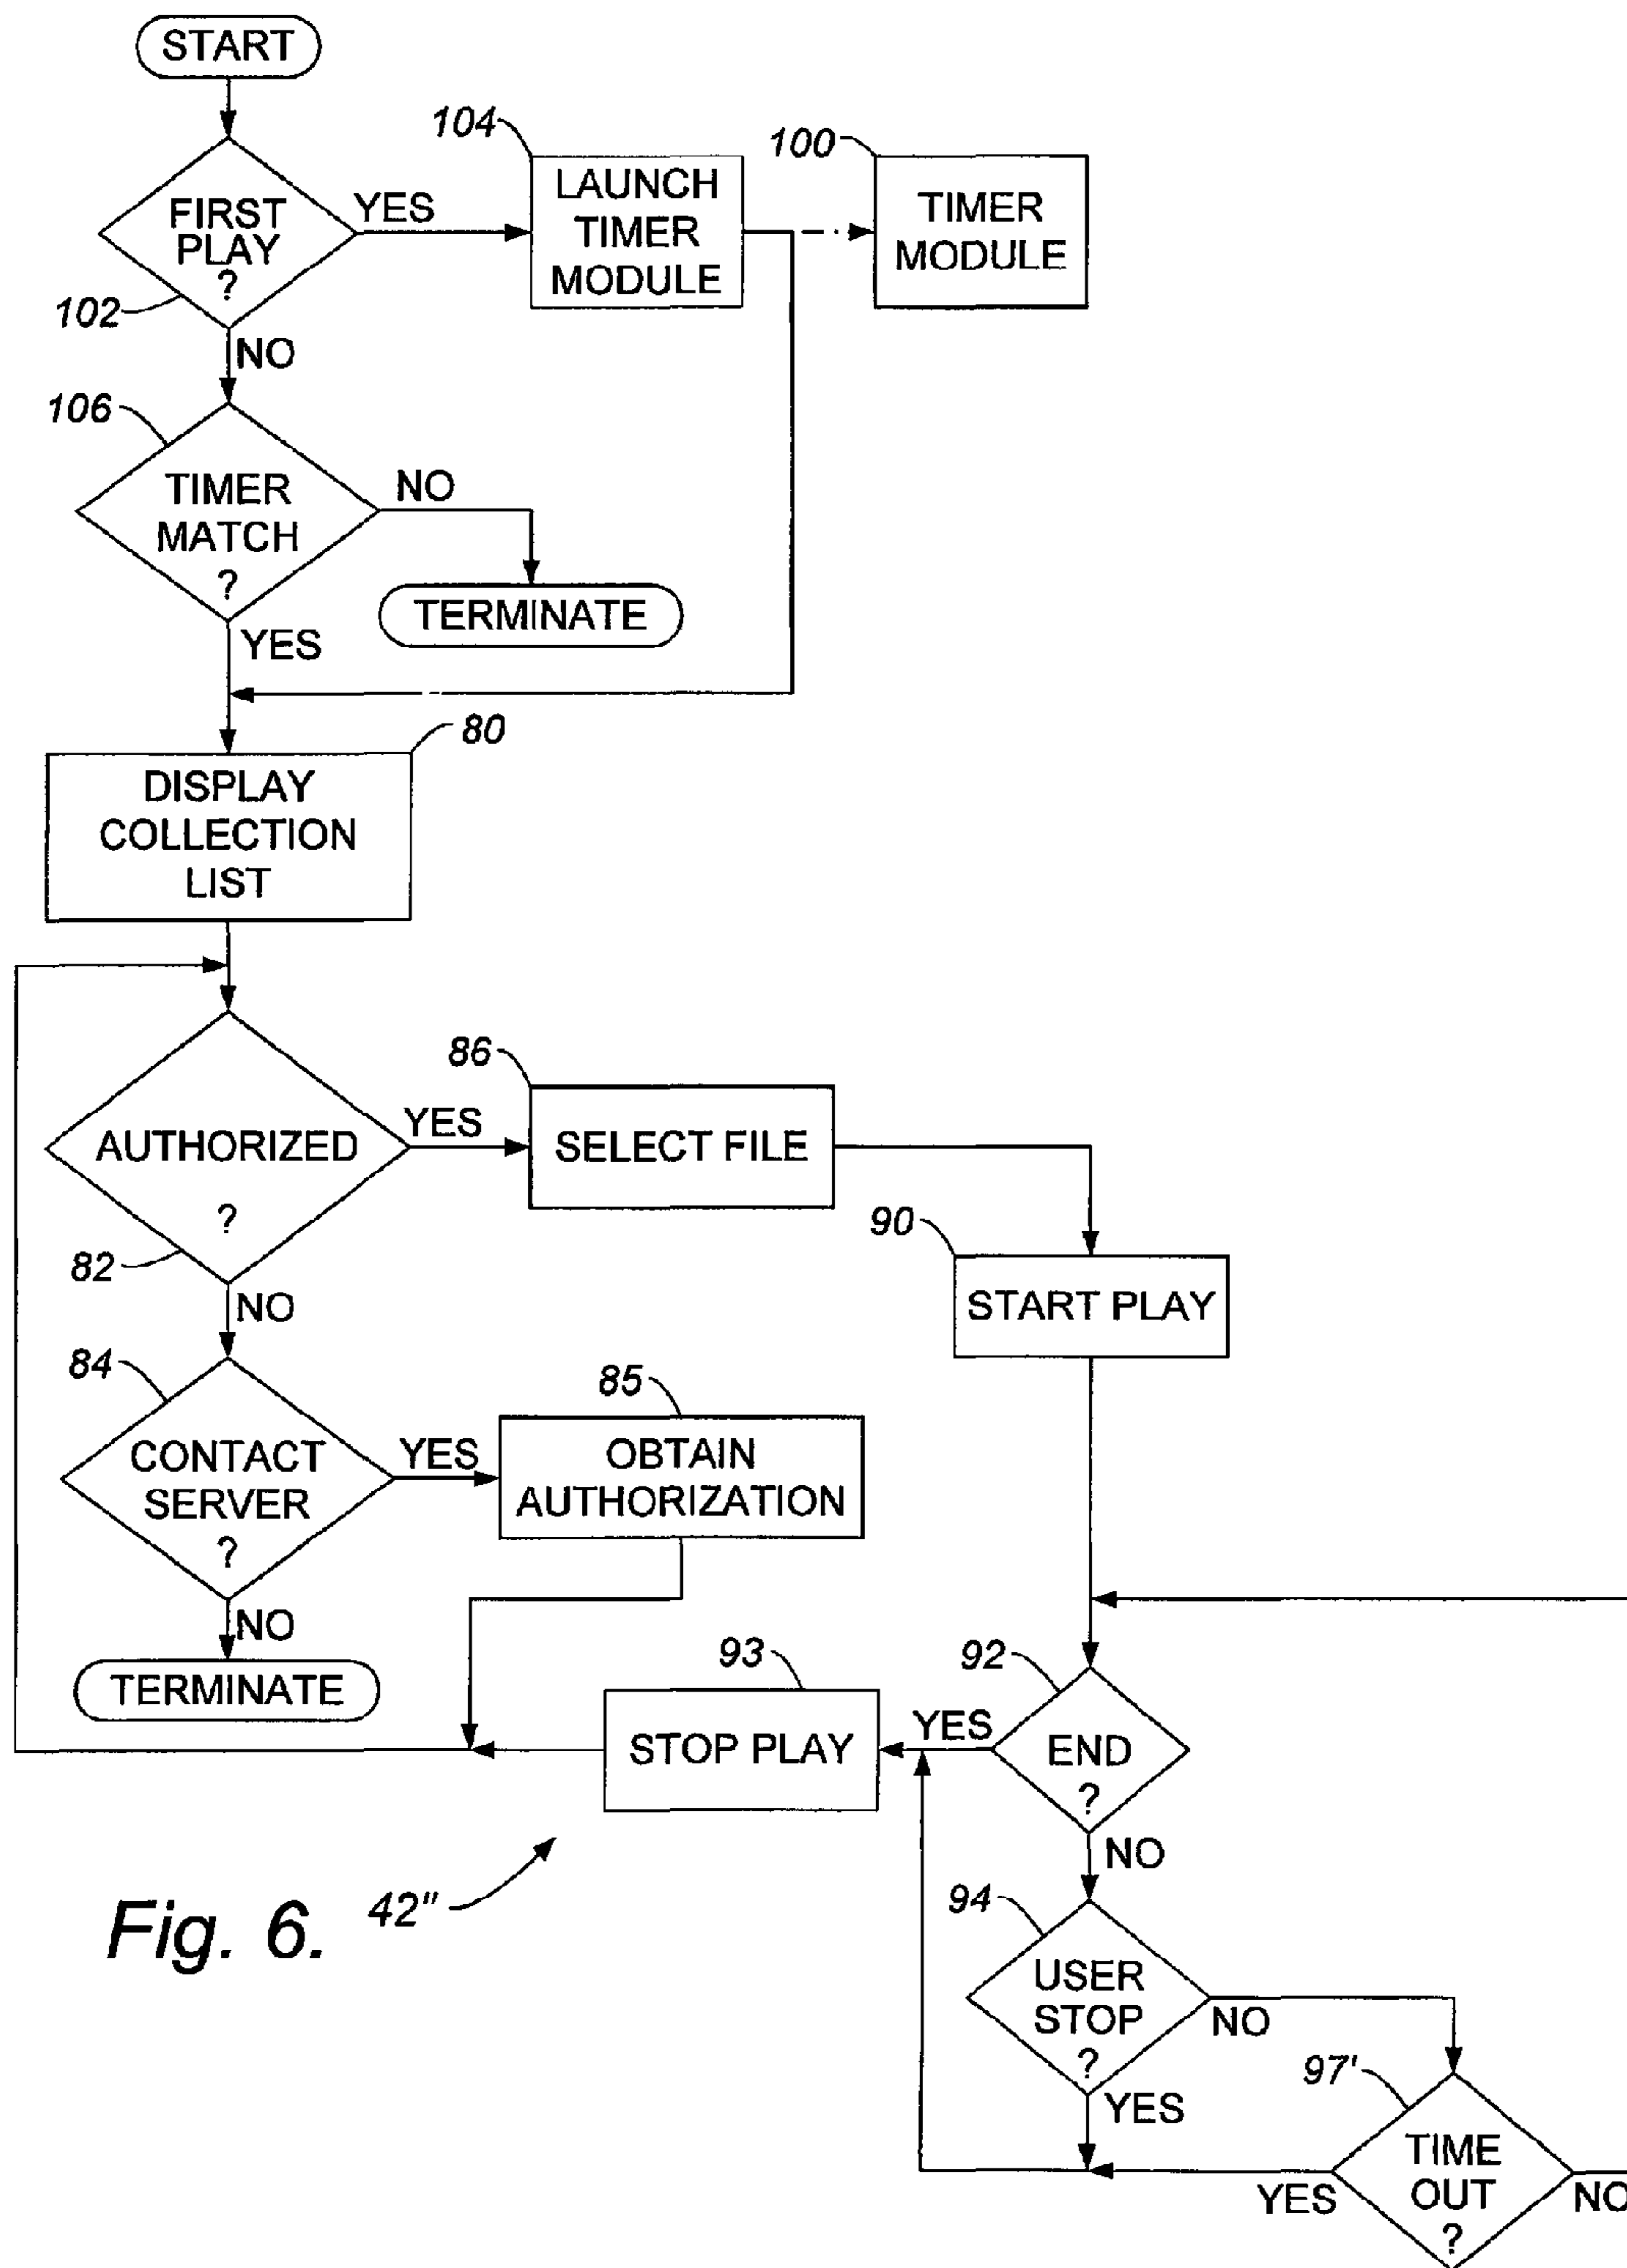 START
104
100
LAUNCH
TIMER
MODULE
TIMER
MODULE
FIRST
PLAY
?
YES
102
NO
106
TIMER
MATCH
?
NO
TERMINATE
YES
80
DISPLAY
COLLECTION
LIST
86
AUTHORIZED
?
YES
SELECT FILE
82
90
START PLAY
NO
84
85
CONTACT
SERVER
?
YES
OBTAIN
AUTHORIZATION
NO
TERMINATE
93
92
STOP PLAY
YES
END
?
NO
Fig. 6.
42"
94
USER
STOP
?
NO
YES
97'
TIME
OUT
?
YES
NO